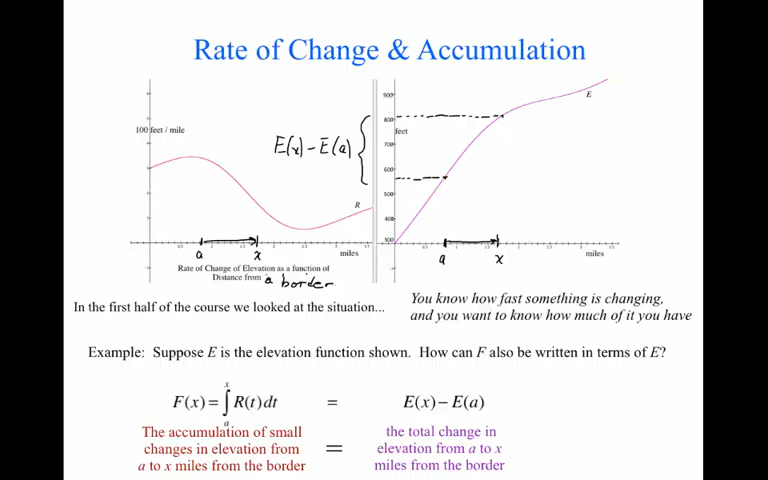 Rate of Change & Accumulation
100 feet / mile
R
a
x
miles
Rate of Change of Elevation as a function of
Distance from a border
E(x) - E(a)
900
800
feet
700
600
500
400
300
E
a
x
miles
In the first half of the course we looked at the situation...
You know how fast something is changing,
and you want to know how much of it you have
Example: Suppose E is the elevation function shown. How can F also be written in terms of E?
F(x) = ∫ₐˣ R(t) dt = E(x) − E(a)
The accumulation of small
changes in elevation from
a to x miles from the border
=
the total change in
elevation from a to x
miles from the border